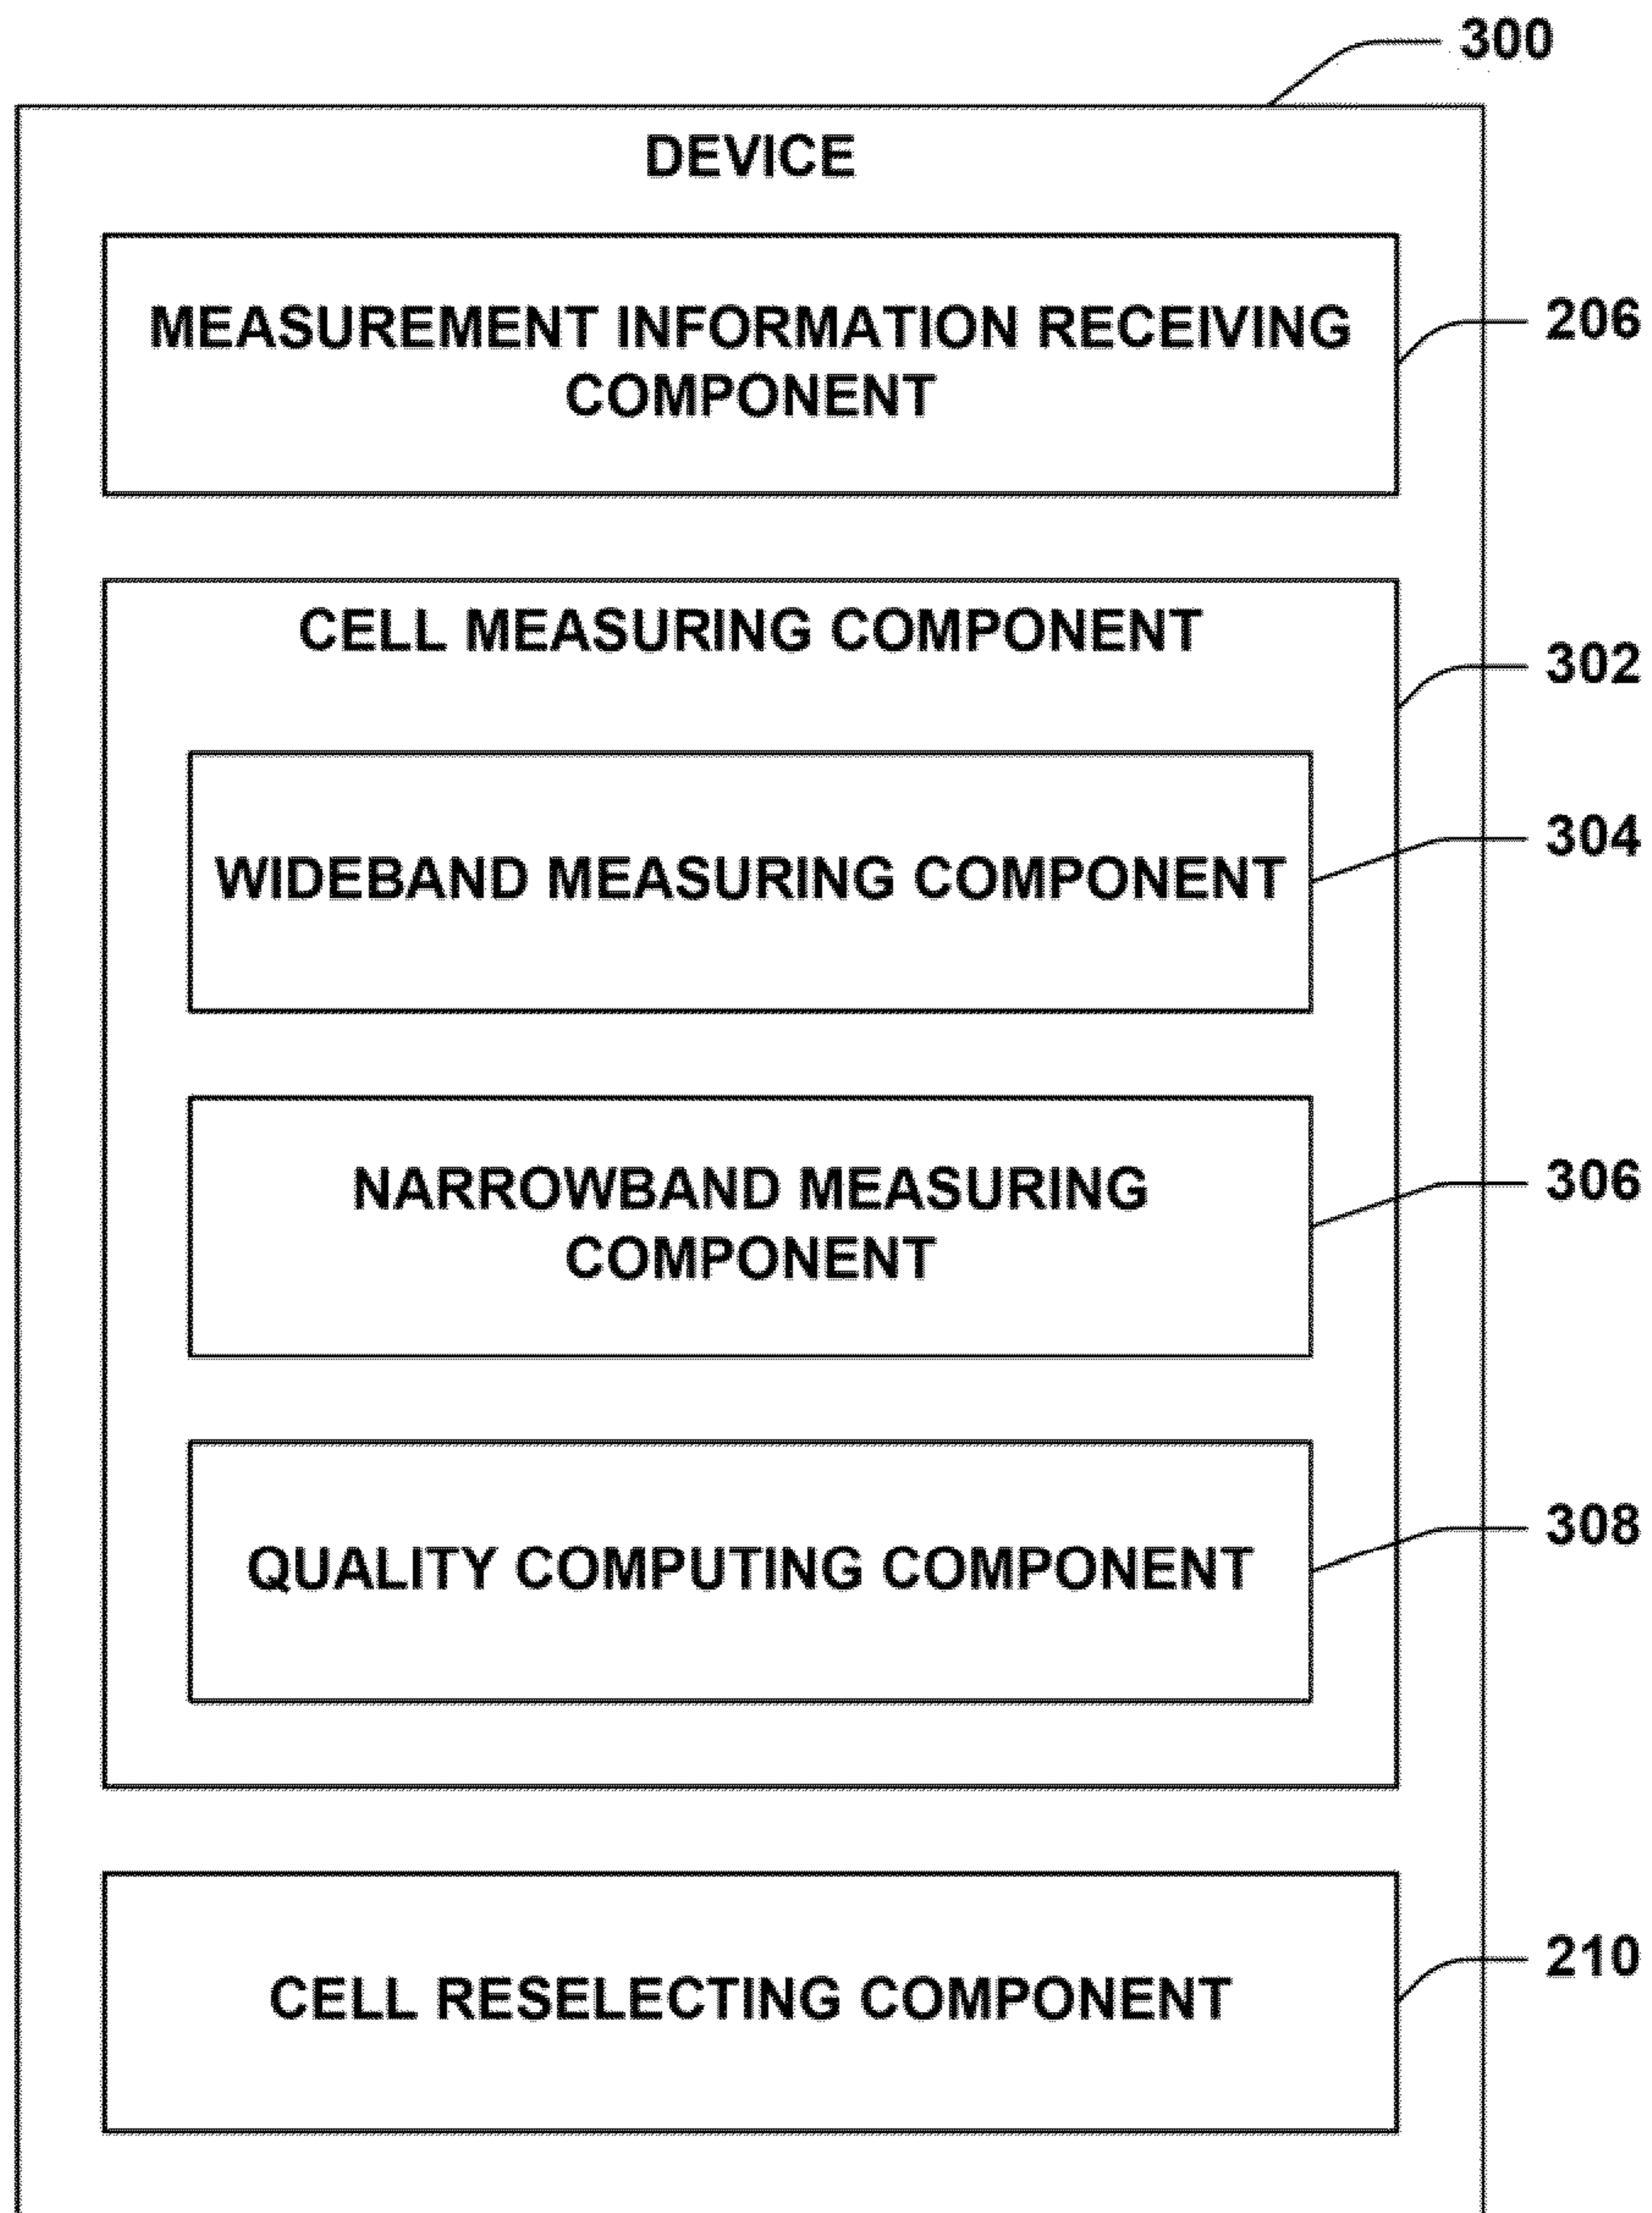 300
DEVICE
MEASUREMENT INFORMATION RECEIVING
COMPONENT
206
CELL MEASURING COMPONENT
302
WIDEBAND MEASURING COMPONENT
304
NARROWBAND MEASURING
COMPONENT
306
QUALITY COMPUTING COMPONENT
308
CELL RESELECTING COMPONENT
210